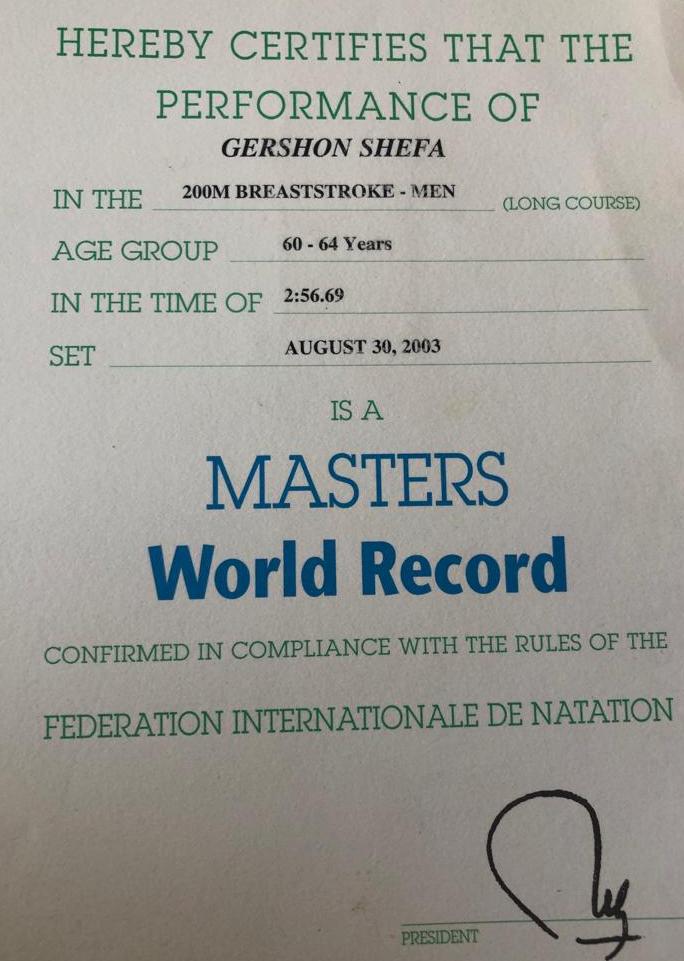 HEREBY CERTIFIES THAT THE
PERFORMANCE OF
GERSHON SHEFA
IN THE 200M BREASTSTROKE - MEN (LONG COURSE)
AGE GROUP 60 - 64 Years
IN THE TIME OF 2:56.69
SET AUGUST 30, 2003
IS A
MASTERS
World Record
CONFIRMED IN COMPLIANCE WITH THE RULES OF THE
FEDERATION INTERNATIONALE DE NATATION
PRESIDENT